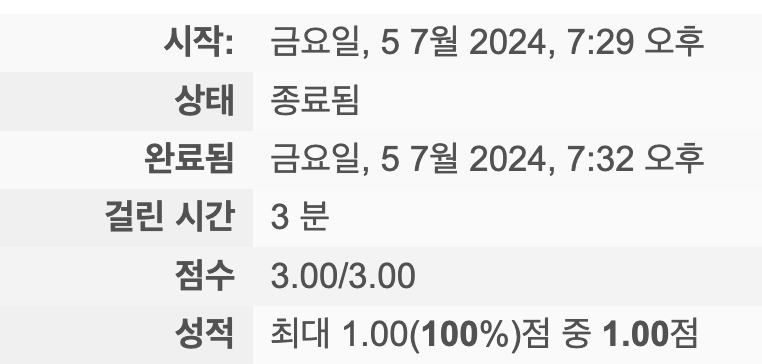 시작: 금요일, 5 7월 2024, 7:29 오후
상태 종료됨
완료됨 금요일, 5 7월 2024, 7:32 오후
걸린 시간 3 분
점수 3.00/3.00
성적 최대 1.00(100%)점 중 1.00점